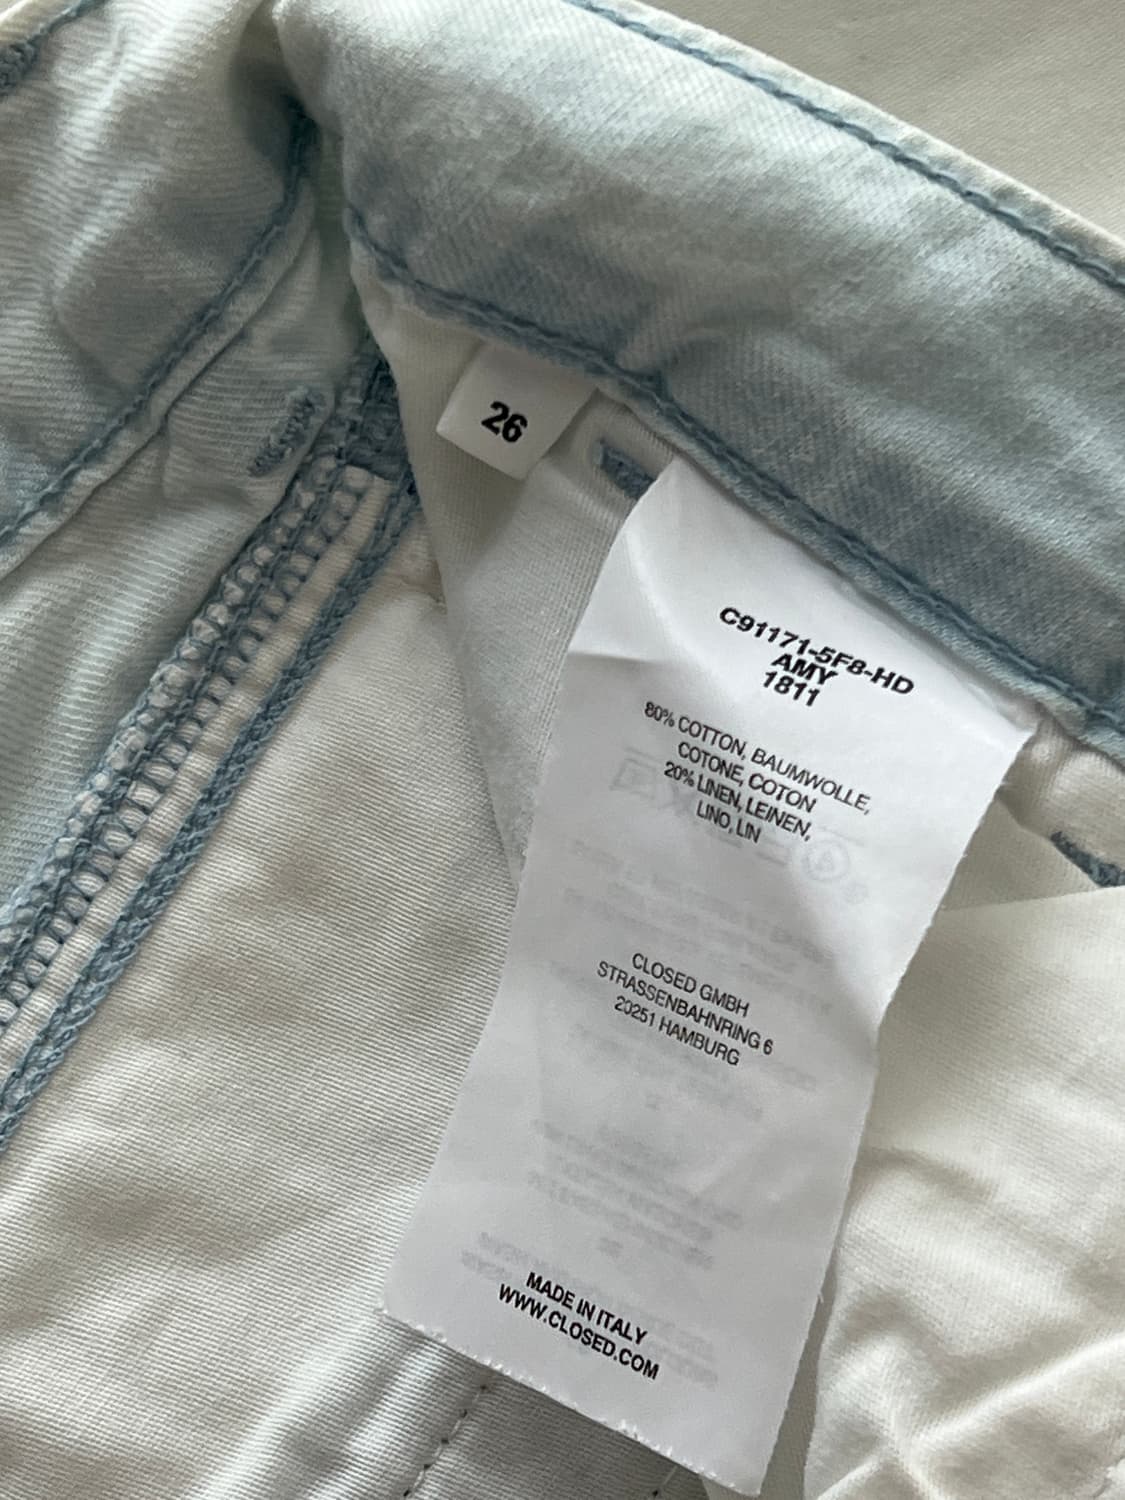 26
C91171-5F8-HD
AMY
1811
80% COTTON, BAUMWOLLE,
COTONE, COTON
20% LINEN, LEINEN,
LINO, LIN
CLOSED GMBH
STRASSENBAHNRING 6
20251 HAMBURG
MADE IN ITALY
WWW.CLOSED.COM